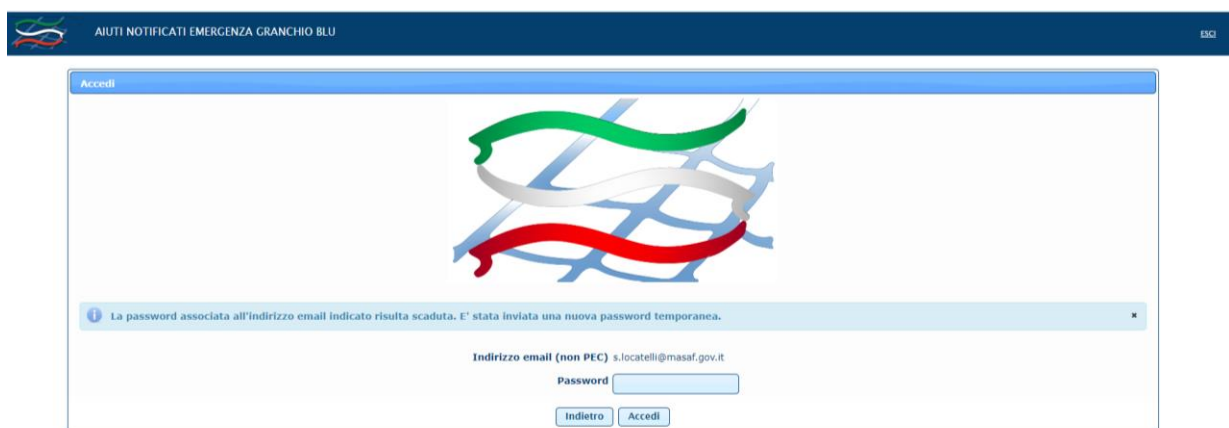 AIUTI NOTIFICATI EMERGENZA GRANCHIO BLU
ESCI
Accedi
La password associata all'indirizzo email indicato risulta scaduta. E' stata inviata una nuova password temporanea.
Indirizzo email (non PEC) s.locatelli@masaf.gov.it
Password
Indietro Accedi